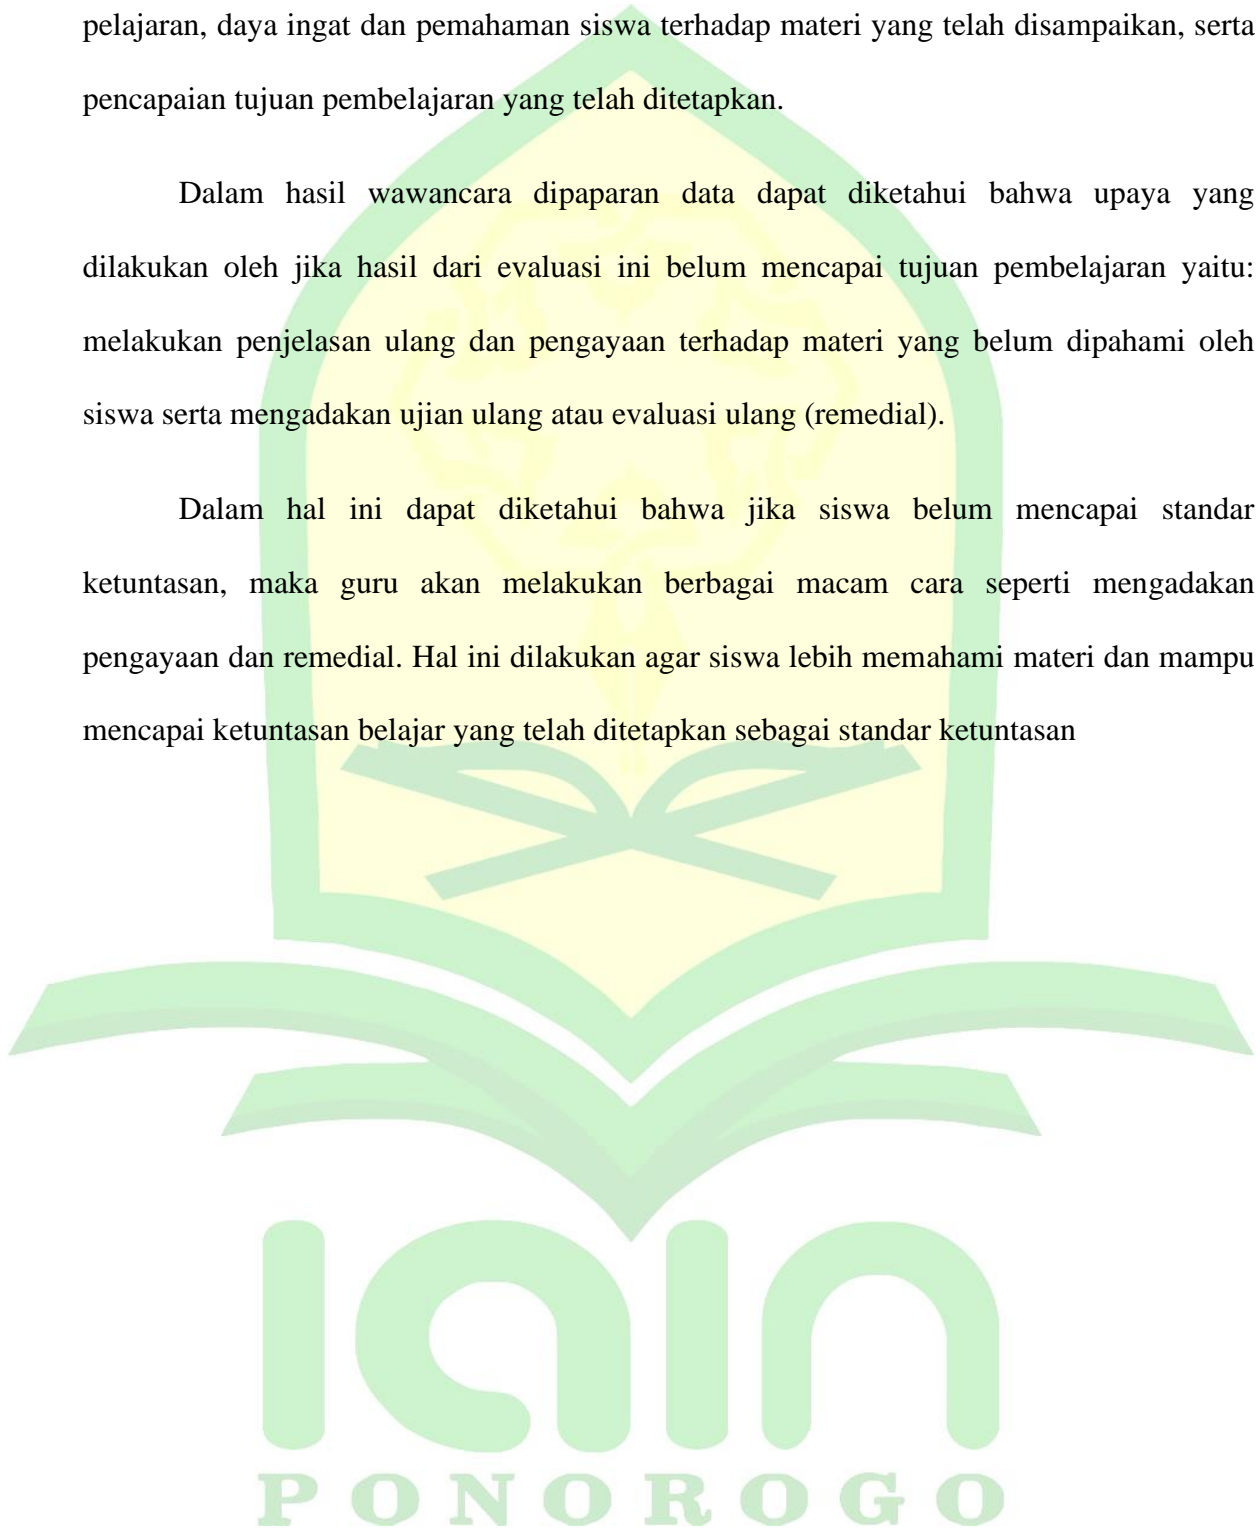 pelajaran, daya ingat dan pemahaman siswa terhadap materi yang telah disampaikan, serta
pencapaian tujuan pembelajaran yang telah ditetapkan.
Dalam hasil wawancara dipaparan data dapat diketahui bahwa upaya yang
dilakukan oleh jika hasil dari evaluasi ini belum mencapai tujuan pembelajaran yaitu:
melakukan penjelasan ulang dan pengayaan terhadap materi yang belum dipahami oleh
siswa serta mengadakan ujian ulang atau evaluasi ulang (remedial).
Dalam hal ini dapat diketahui bahwa jika siswa belum mencapai standar
ketuntasan, maka guru akan melakukan berbagai macam cara seperti mengadakan
pengayaan dan remedial. Hal ini dilakukan agar siswa lebih memahami materi dan mampu
mencapai ketuntasan belajar yang telah ditetapkan sebagai standar ketuntasan
iain
PONOROGO